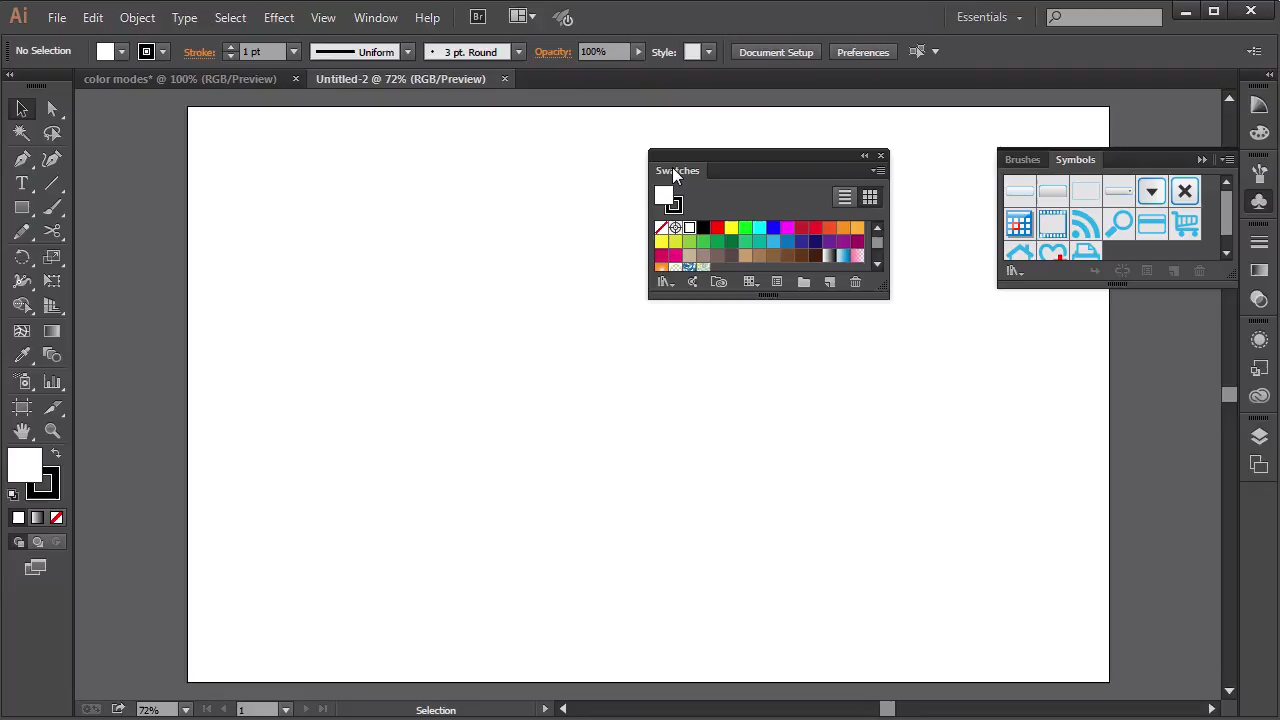 Ai File Edit Object Type Select Effect View Window Help Br Essentials
No Selection Stroke: 1 pt Uniform 3 pt. Round Opacity: 100% Style: Document Setup Preferences
color modes* @ 100% (RGB/Preview) Untitled-2 @ 72% (RGB/Preview)
Brushes Symbols
Swatches
72% 1 Selection